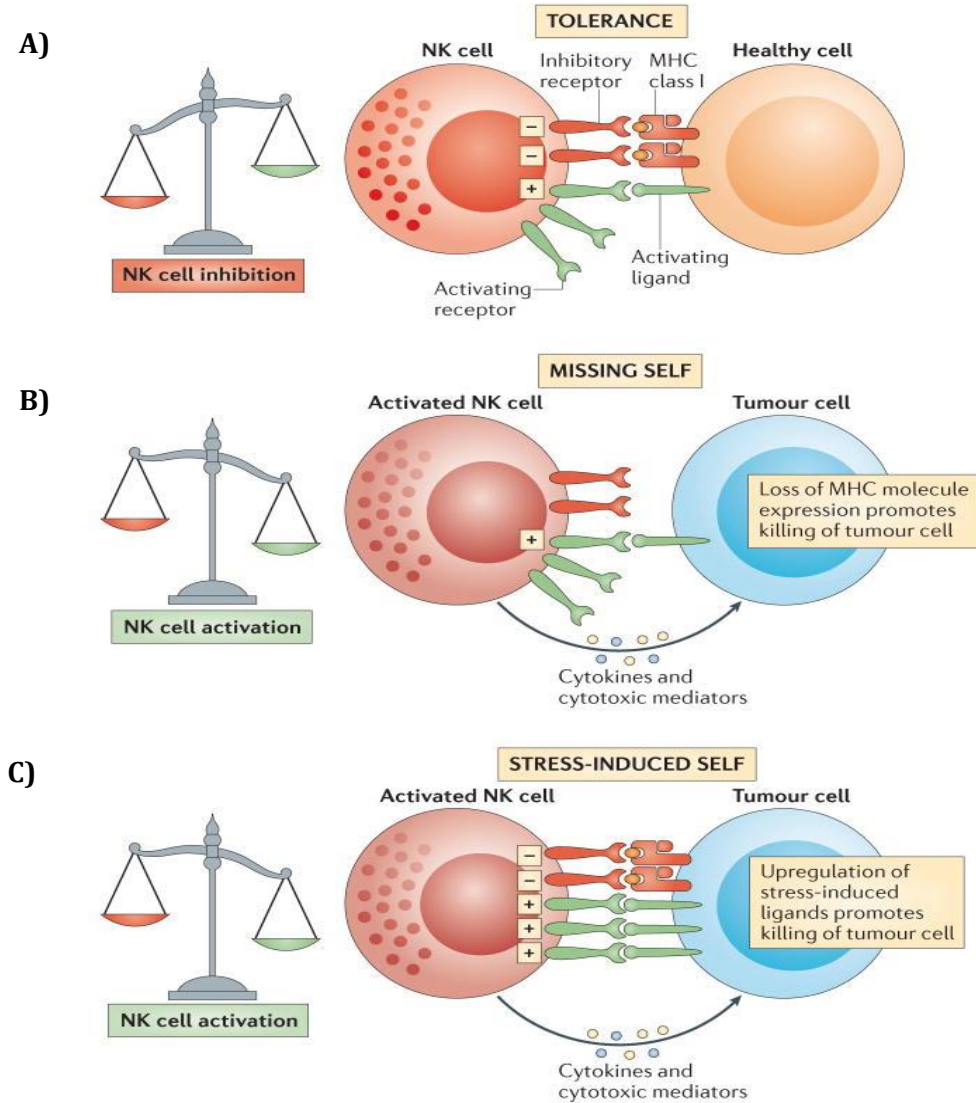 A)
TOLERANCE
NK cell
Inhibitory
receptor
MHC
class I
Healthy cell
−
−
+
NK cell inhibition
Activating
receptor
Activating
ligand
B)
MISSING SELF
Activated NK cell
Tumour cell
Loss of MHC molecule
expression promotes
killing of tumour cell
+
NK cell activation
Cytokines and
cytotoxic mediators
C)
STRESS-INDUCED SELF
Activated NK cell
Tumour cell
−
−
+
+
+
Upregulation of
stress-induced
ligands promotes
killing of tumour cell
NK cell activation
Cytokines and
cytotoxic mediators